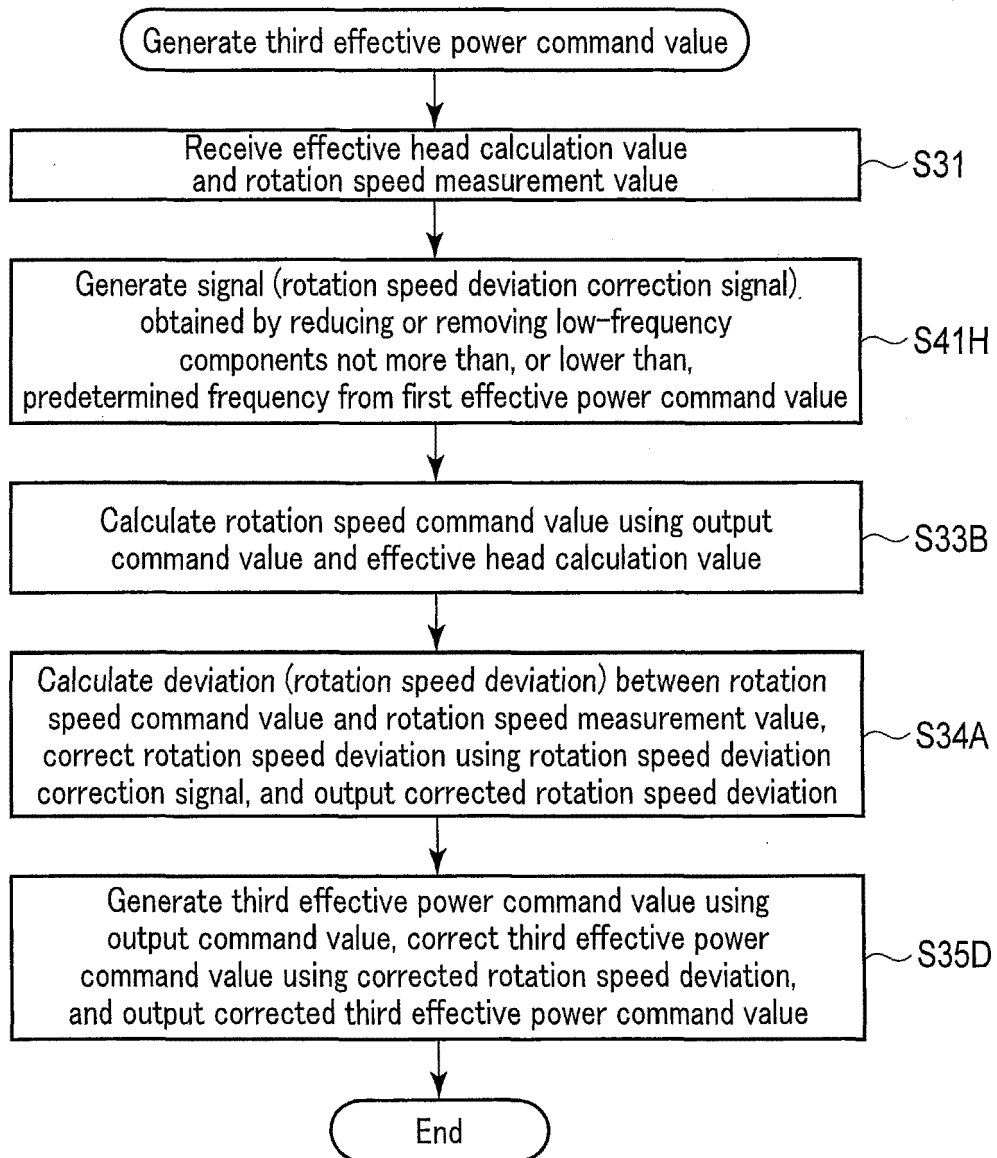 Generate third effective power command value
Receive effective head calculation value
and rotation speed measurement value
S31
Generate signal (rotation speed deviation correction signal)
obtained by reducing or removing low-frequency
components not more than, or lower than,
predetermined frequency from first effective power command value
S41H
Calculate rotation speed command value using output
command value and effective head calculation value
S33B
Calculate deviation (rotation speed deviation) between rotation
speed command value and rotation speed measurement value,
correct rotation speed deviation using rotation speed deviation
correction signal, and output corrected rotation speed deviation
S34A
Generate third effective power command value using
output command value, correct third effective power
command value using corrected rotation speed deviation,
and output corrected third effective power command value
S35D
End